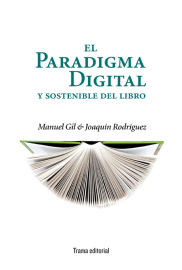 EL
PARADIGMA
DIGITAL
Y SOSTENIBLE DEL LIBRO
Manuel Gil & Joaquín Rodríguez
Trama editorial